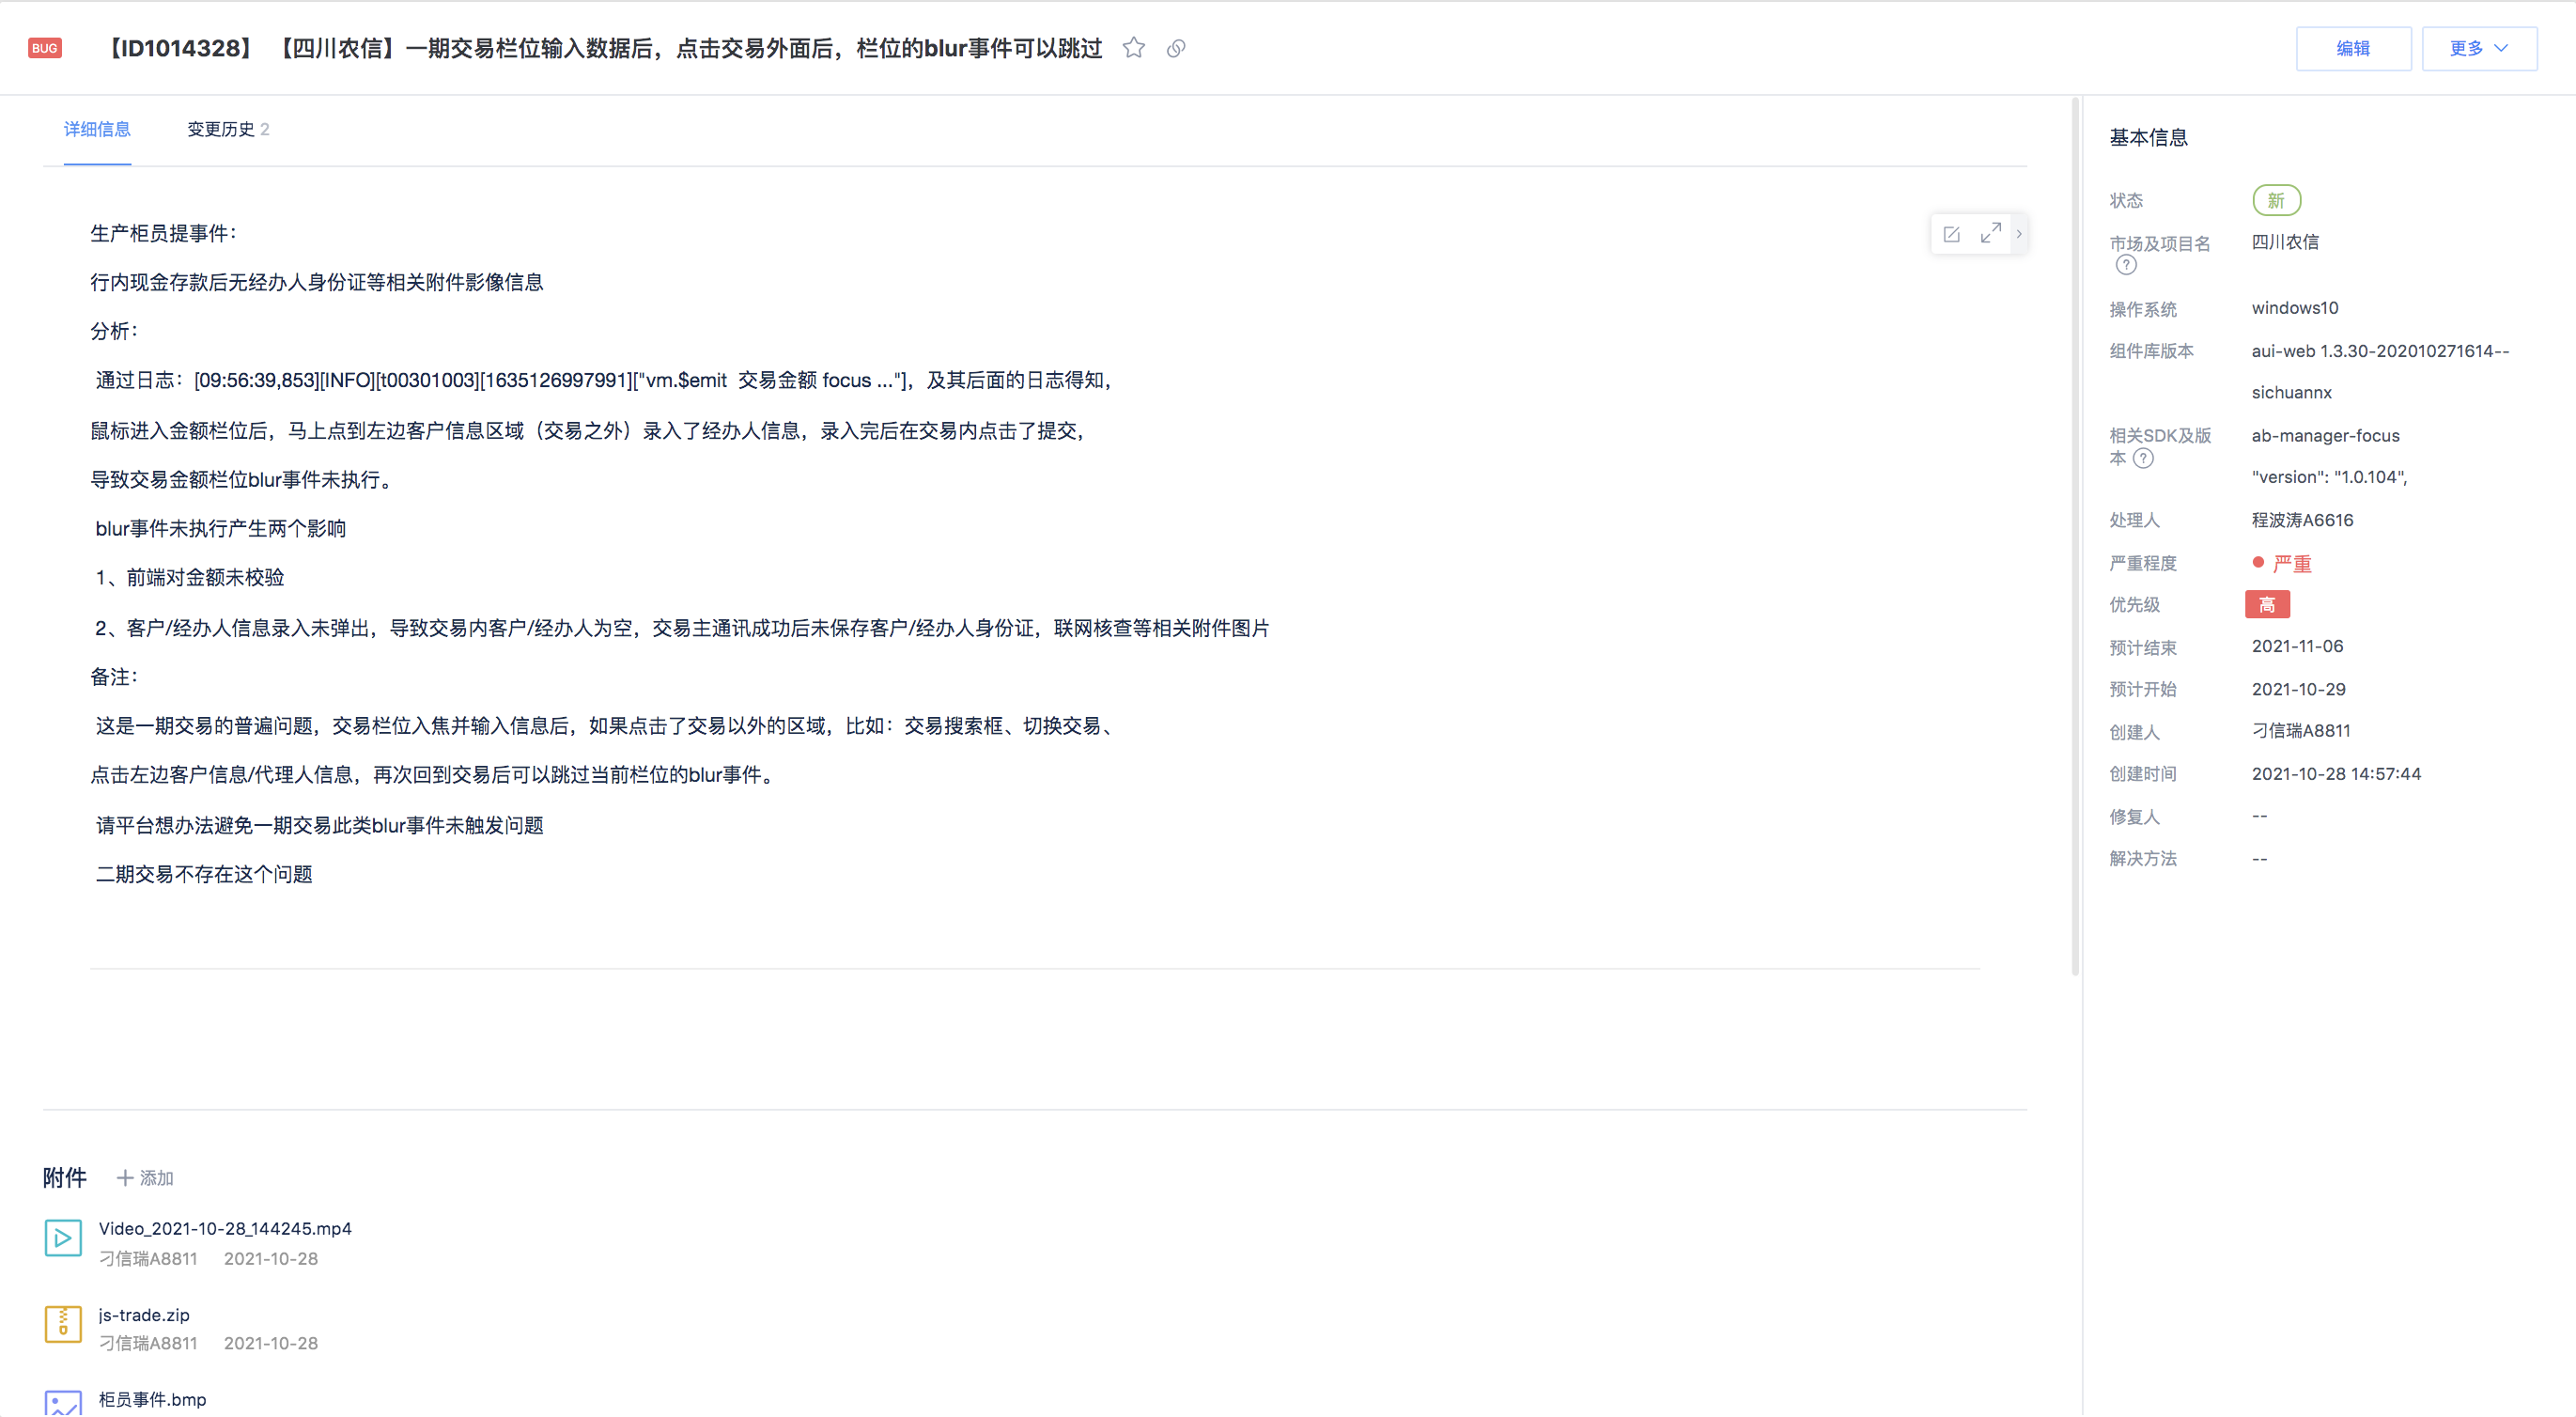 BUG 【ID1014328】 【四川农信】一期交易栏位输入数据后，点击交易外面后，栏位的blur事件可以跳过
编辑 更多
详细信息 变更历史 2
生产柜员提事件：
行内现金存款后无经办人身份证等相关附件影像信息
分析：
通过日志：[09:56:39,853][INFO][t00301003][1635126997991]["vm.$emit 交易金额 focus ..."]，及其后面的日志得知，
鼠标进入金额栏位后，马上点到左边客户信息区域（交易之外）录入了经办人信息，录入完后在交易内点击了提交，
导致交易金额栏位blur事件未执行。
blur事件未执行产生两个影响
1、前端对金额未校验
2、客户/经办人信息录入未弹出，导致交易内客户/经办人为空，交易主通讯成功后未保存客户/经办人身份证，联网核查等相关附件图片
备注：
这是一期交易的普遍问题，交易栏位入焦并输入信息后，如果点击了交易以外的区域，比如：交易搜索框、切换交易、
点击左边客户信息/代理人信息，再次回到交易后可以跳过当前栏位的blur事件。
请平台想办法避免一期交易此类blur事件未触发问题
二期交易不存在这个问题
附件 添加
Video_2021-10-28_144245.mp4
刁信瑞A8811 2021-10-28
js-trade.zip
刁信瑞A8811 2021-10-28
柜员事件.bmp
基本信息
状态 新
市场及项目名 四川农信
操作系统 windows10
组件库版本 aui-web 1.3.30-202010271614--
sichuannx
相关SDK及版 ab-manager-focus
本
"version": "1.0.104",
处理人 程波涛A6616
严重程度 严重
优先级 高
预计结束 2021-11-06
预计开始 2021-10-29
创建人 刁信瑞A8811
创建时间 2021-10-28 14:57:44
修复人 --
解决方法 --